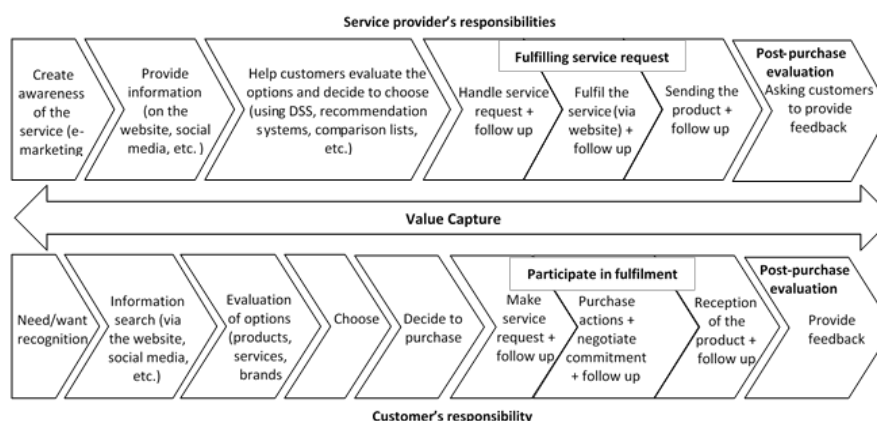 Service provider's responsibilities
Create
awareness
of the
service (e-
marketing
Provide
information
(on the
website, social
media, etc. )
Help customers evaluate the
options and decide to choose
(using DSS, recommendation
systems, comparison lists,
etc.)
Fulfilling service request
Handle service
request +
follow up
Fulfil the
service (via
website) +
follow up
Sending the
product +
follow up
Post-purchase
evaluation
Asking customers
to provide
feedback
Value Capture
Need/want
recognition
Information
search (via
the website,
social media,
etc.)
Evaluation
of options
(products,
services,
brands
Choose
Decide to
purchase
Participate in fulfilment
Make
service
request +
follow up
Purchase
actions +
negotiate
commitment
+ follow up
Reception
of the
product +
follow up
Post-purchase
evaluation
Provide
feedback
Customer's responsibility